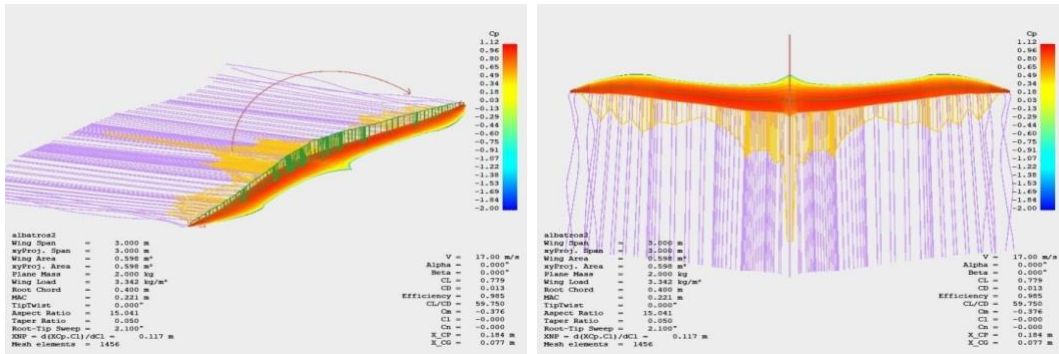 Cp
1.12
0.96
0.80
0.65
0.49
0.34
0.18
0.03
-0.13
-0.29
-0.44
-0.60
-0.75
-0.91
-1.07
-1.22
-1.38
-1.53
-1.69
-1.84
-2.00
albatros2
Wing Span = 3.000 m
xyProj. Span = 3.000 m
Wing Area = 0.598 m²
xyProj. Area = 0.598 m²
Plane Mass = 2.000 kg
Wing Load = 3.342 kg/m²
Root Chord = 0.400 m
MAC = 0.221 m
TipTwist = 0.000°
Aspect Ratio = 15.041
Taper Ratio = 0.050
Root-Tip Sweep = 2.100°
XNP = d(XCp.Cl)/dCl = 0.117 m
Mesh elements = 1456
V = 17.00 m/s
Alpha = 0.000°
Beta = 0.000°
CL = 0.779
CD = 0.013
Efficiency = 0.985
CL/CD = 59.750
Cm = -0.376
Cl = -0.000
Cn = -0.000
X_CP = 0.184 m
X_CG = 0.077 m
Cp
1.12
0.96
0.80
0.65
0.49
0.34
0.18
0.03
-0.13
-0.29
-0.44
-0.60
-0.75
-0.91
-1.07
-1.22
-1.38
-1.53
-1.69
-1.84
-2.00
albatros2
Wing Span = 3.000 m
xyProj. Span = 3.000 m
Wing Area = 0.598 m²
xyProj. Area = 0.598 m²
Plane Mass = 2.000 kg
Wing Load = 3.342 kg/m²
Root Chord = 0.400 m
MAC = 0.221 m
TipTwist = 0.000°
Aspect Ratio = 15.041
Taper Ratio = 0.050
Root-Tip Sweep = 2.100°
XNP = d(XCp.Cl)/dCl = 0.117 m
Mesh elements = 1456
V = 17.00 m/s
Alpha = 0.000°
Beta = 0.000°
CL = 0.779
CD = 0.013
Efficiency = 0.985
CL/CD = 59.750
Cm = -0.376
Cl = -0.000
Cn = -0.000
X_CP = 0.184 m
X_CG = 0.077 m